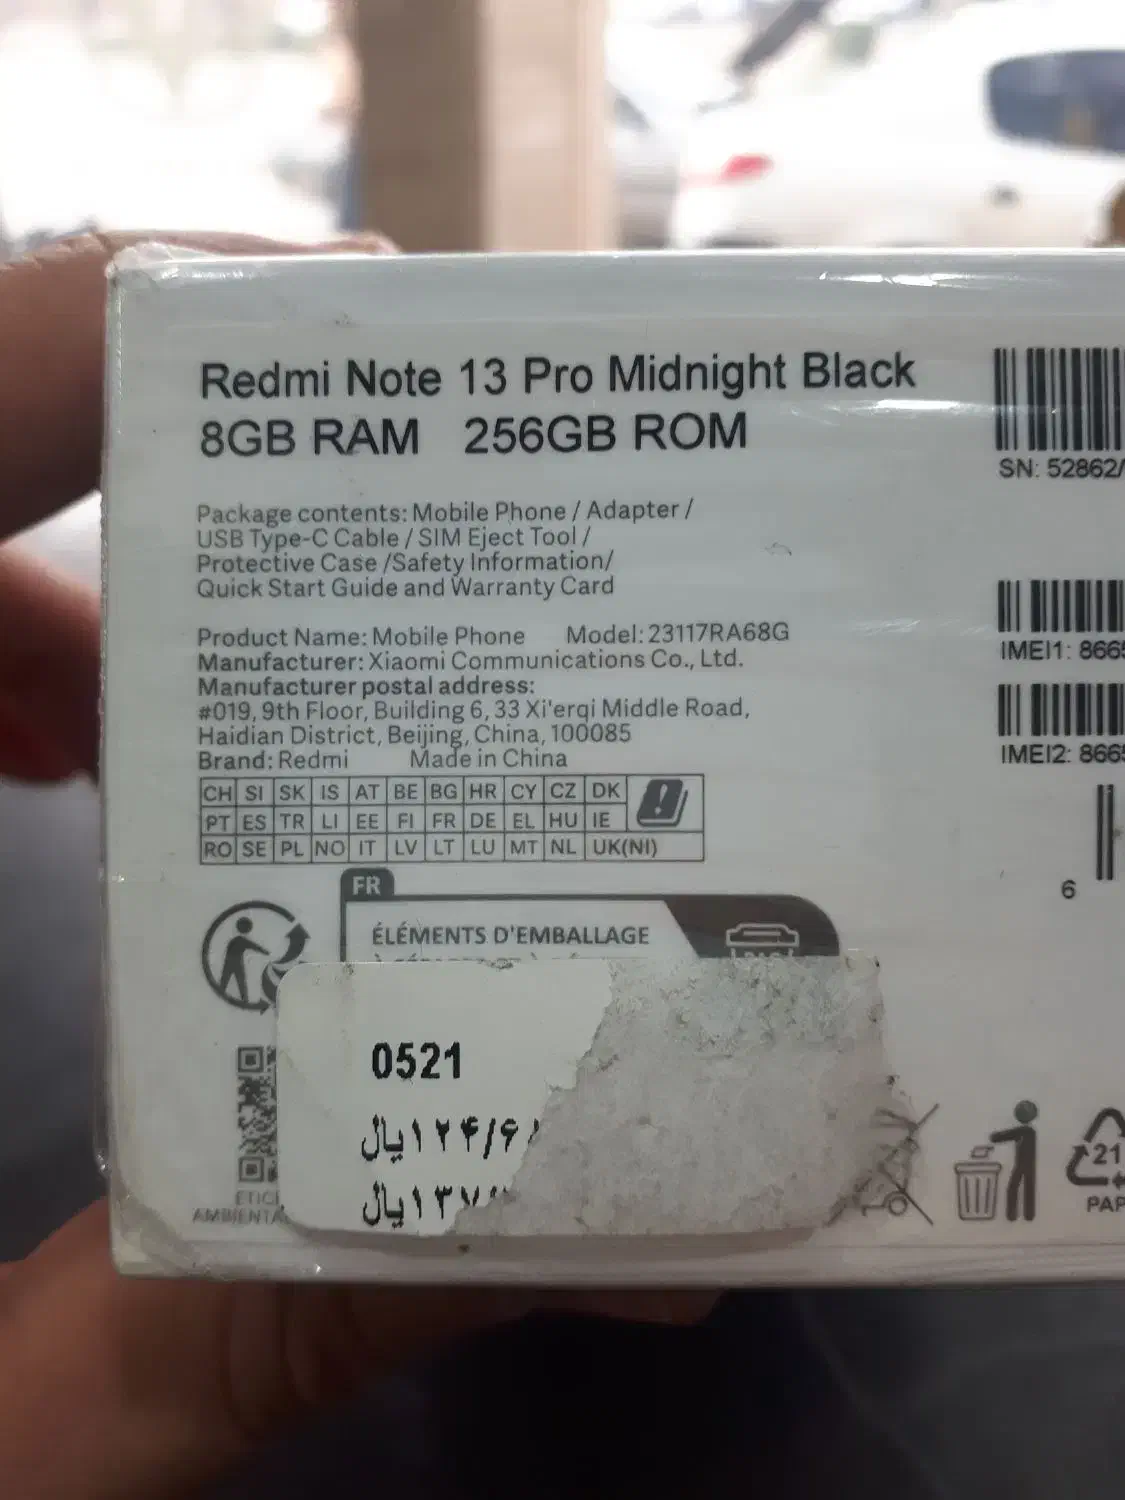 Redmi Note 13 Pro Midnight Black
8GB RAM 256GB ROM
SN: 52862/
Package contents: Mobile Phone / Adapter /
USB Type-C Cable / SIM Eject Tool /
Protective Case /Safety Information/
Quick Start Guide and Warranty Card
Product Name: Mobile Phone Model: 23117RA68G
Manufacturer: Xiaomi Communications Co., Ltd.
Manufacturer postal address:
#019, 9th Floor, Building 6, 33 Xi'erqi Middle Road,
Haidian District, Beijing, China, 100085
Brand: Redmi Made in China
IMEI1: 8665
IMEI2: 8665
CH SI SK IS AT BE BG HR CY CZ DK
PT ES TR LI EE FI FR DE EL HU IE
RO SE PL NO IT LV LT LU MT NL UK(NI)
6
FR
ÉLÉMENTS D'EMBALLAGE
0521
۱۲۴/۶ ریال
۱۳۷/ ریال
21
PAP